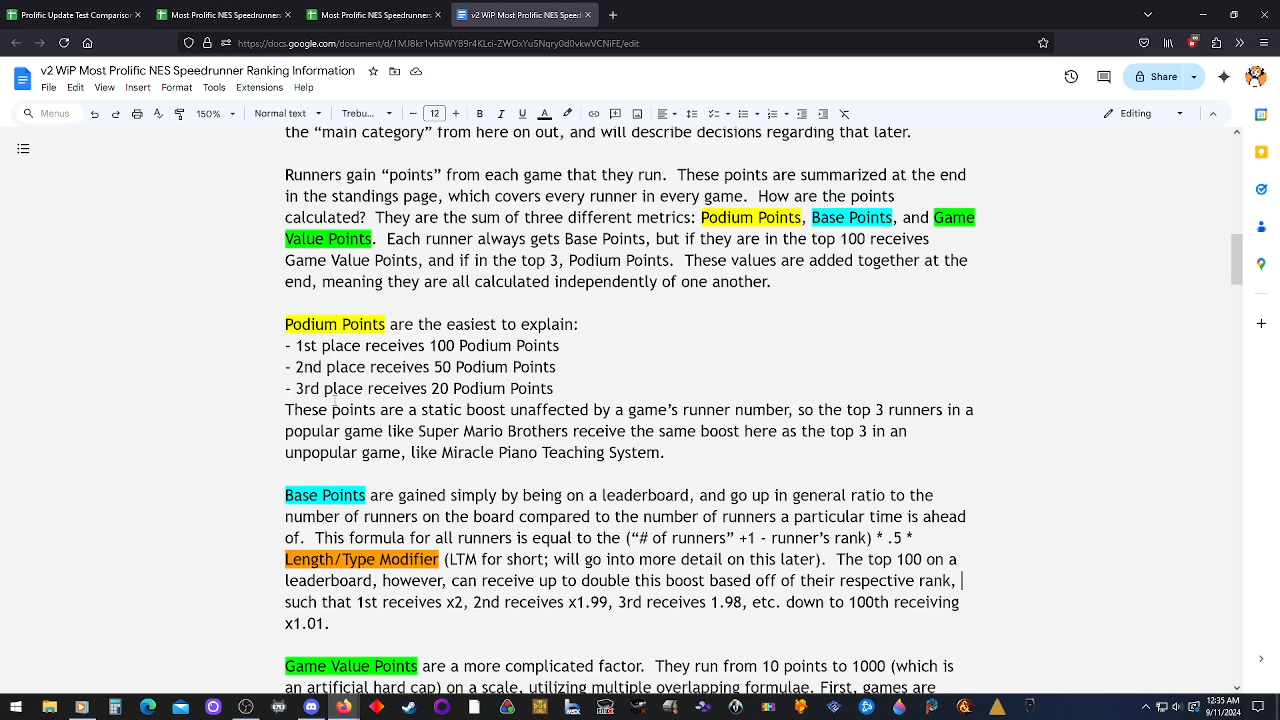 Prolific Update Test Comparison
Most Prolific NES Speedrunner
Most Prolific NES Speedrunner
v2 WiP Most Prolific NES Speed
https://docs.google.com/document/d/1MJ8kr1vh5WY89r4KLci-ZWOxYu5Nqry0d0vkwVCNiFE/edit
v2 WiP Most Prolific NES Speedrunner Ranking Information
File Edit View Insert Format Tools Extensions Help
Share
Menus
150%
Normal text
Trebu...
12
Editing
the “main category” from here on out, and will describe decisions regarding that later.
Runners gain “points” from each game that they run. These points are summarized at the end
in the standings page, which covers every runner in every game. How are the points
calculated? They are the sum of three different metrics: Podium Points, Base Points, and Game
Value Points. Each runner always gets Base Points, but if they are in the top 100 receives
Game Value Points, and if in the top 3, Podium Points. These values are added together at the
end, meaning they are all calculated independently of one another.
Podium Points are the easiest to explain:
- 1st place receives 100 Podium Points
- 2nd place receives 50 Podium Points
- 3rd place receives 20 Podium Points
These points are a static boost unaffected by a game’s runner number, so the top 3 runners in a
popular game like Super Mario Brothers receive the same boost here as the top 3 in an
unpopular game, like Miracle Piano Teaching System.
Base Points are gained simply by being on a leaderboard, and go up in general ratio to the
number of runners on the board compared to the number of runners a particular time is ahead
of. This formula for all runners is equal to the (“# of runners” +1 - runner’s rank) * .5 *
Length/Type Modifier (LTM for short; will go into more detail on this later). The top 100 on a
leaderboard, however, can receive up to double this boost based off of their respective rank,
such that 1st receives x2, 2nd receives x1.99, 3rd receives 1.98, etc. down to 100th receiving
x1.01.
Game Value Points are a more complicated factor. They run from 10 points to 1000 (which is
an artificial hard cap) on a scale, utilizing multiple overlapping formulae. First, games are
12:35 AM
9/11/2024